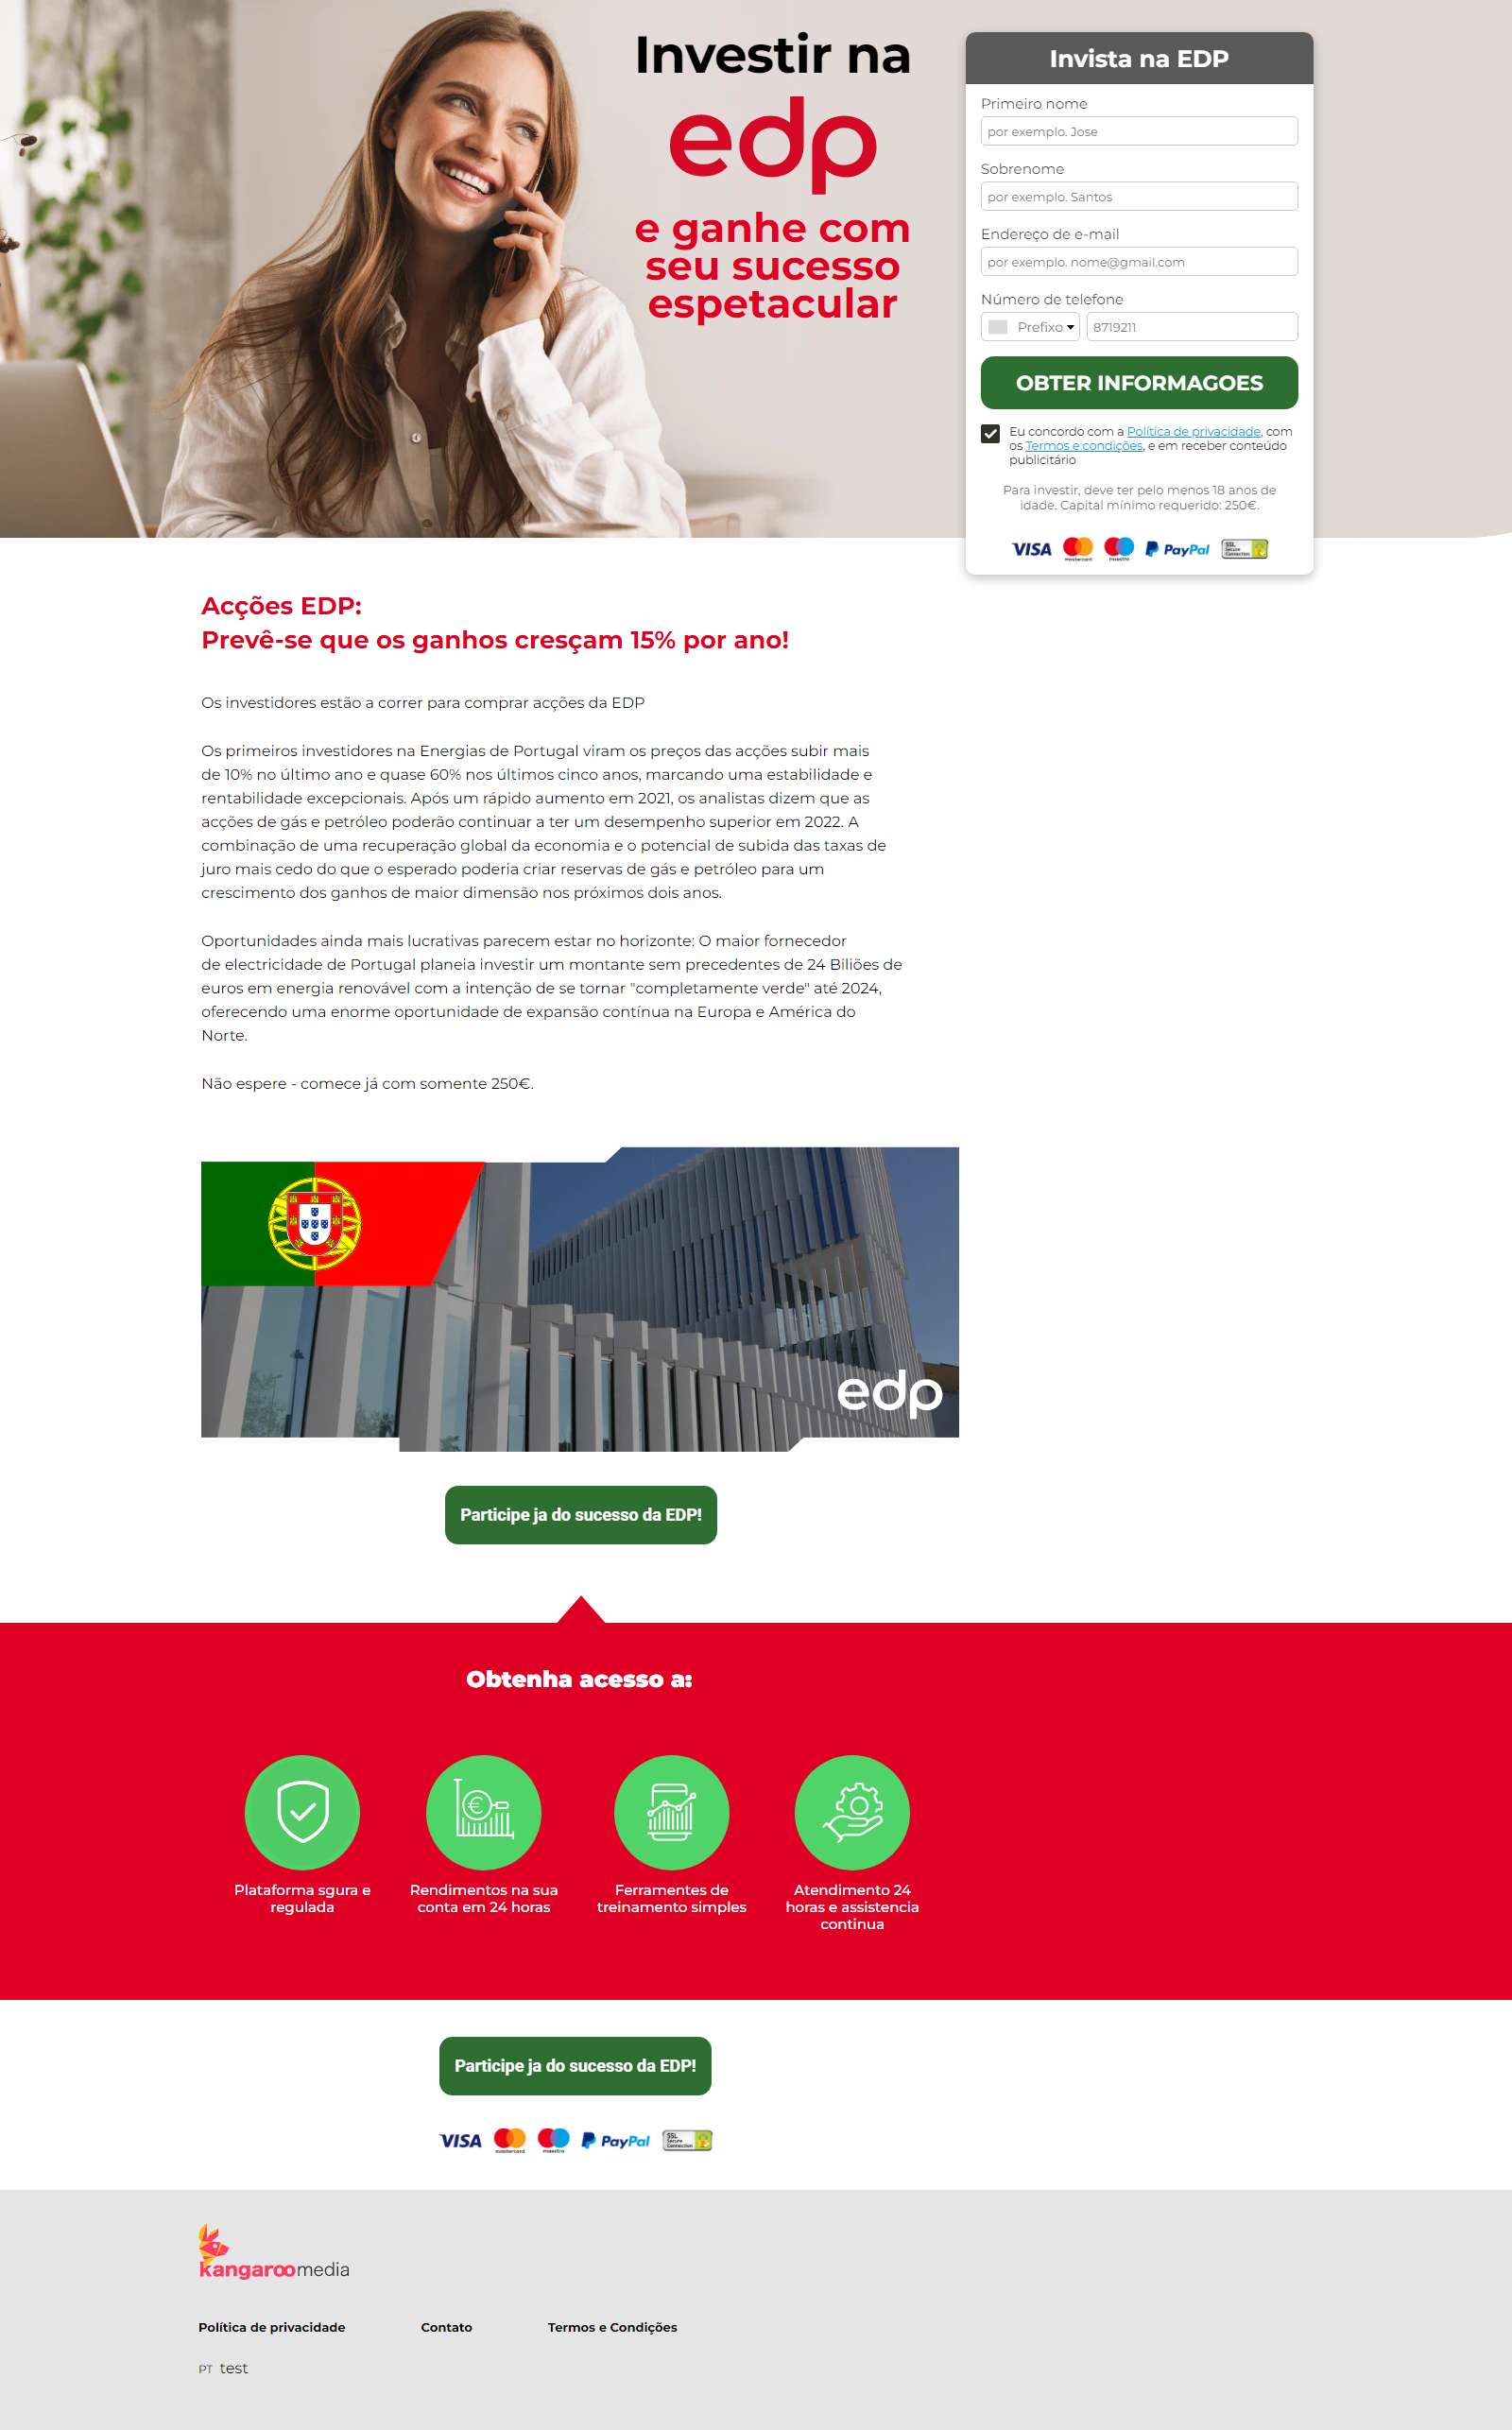 Investir na
edp
e ganhe com
seu sucesso
espetacular
Invista na EDP
Primeiro nome
por exemplo. Jose
Sobrenome
por exemplo. Santos
Endereço de e-mail
por exemplo. nome@gmail.com
Número de telefone
Prefixo 8719211
OBTER INFORMAGOES
Eu concordo com a Política de privacidade, com
os Termos e condições, e em receber conteúdo
publicitário
Para investir, deve ter pelo menos 18 anos de
idade. Capital mínimo requerido: 250€.
VISA mastercard maestro PayPal SSL Secure Connection
Acções EDP:
Prevê-se que os ganhos cresçam 15% por ano!
Os investidores estão a correr para comprar acções da EDP
Os primeiros investidores na Energias de Portugal viram os preços das acções subir mais
de 10% no último ano e quase 60% nos últimos cinco anos, marcando uma estabilidade e
rentabilidade excepcionais. Após um rápido aumento em 2021, os analistas dizem que as
acções de gás e petróleo poderão continuar a ter um desempenho superior em 2022. A
combinação de uma recuperação global da economia e o potencial de subida das taxas de
juro mais cedo do que o esperado poderia criar reservas de gás e petróleo para um
crescimento dos ganhos de maior dimensão nos próximos dois anos.
Oportunidades ainda mais lucrativas parecem estar no horizonte: O maior fornecedor
de electricidade de Portugal planeia investir um montante sem precedentes de 24 Biliões de
euros em energia renovável com a intenção de se tornar "completamente verde" até 2024,
oferecendo uma enorme oportunidade de expansão contínua na Europa e América do
Norte.
Não espere - comece já com somente 250€.
edp
Participe ja do sucesso da EDP!
Obtenha acesso a:
Plataforma sgura e
regulada
Rendimentos na sua
conta em 24 horas
Ferramentes de
treinamento simples
Atendimento 24
horas e assistencia
continua
Participe ja do sucesso da EDP!
VISA mastercard maestro PayPal SSL Secure Connection
kangaroomedia
Política de privacidade Contato Termos e Condições
PT test